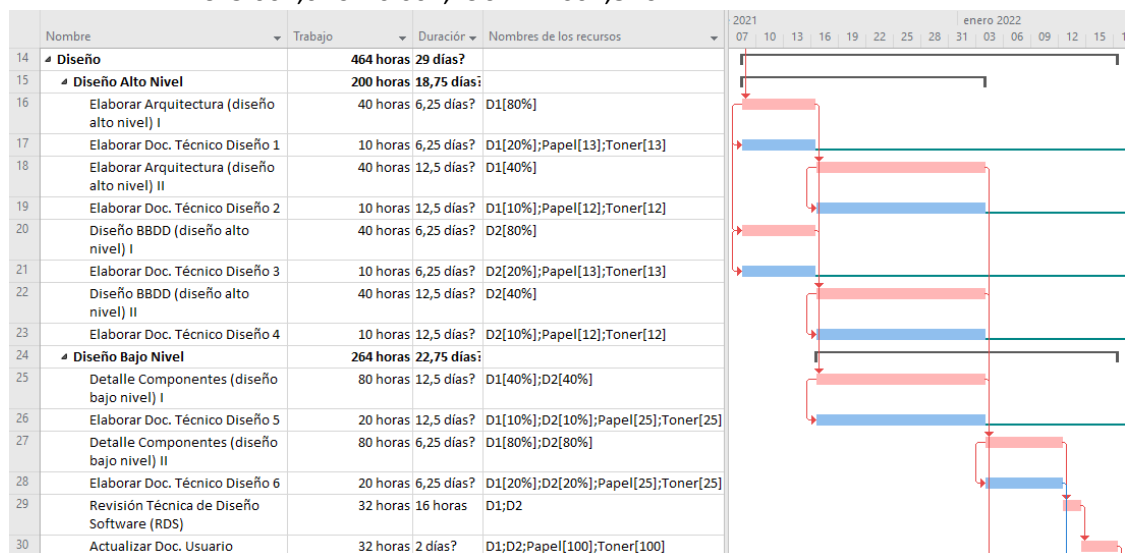 2021 enero 2022
Nombre Trabajo Duración Nombres de los recursos 07 10 13 16 19 22 25 28 31 03 06 09 12 15
14 Diseño 464 horas 29 días?
15 Diseño Alto Nivel 200 horas 18,75 días?
16 Elaborar Arquitectura (diseño 40 horas 6,25 días? D1[80%]
alto nivel) I
17 Elaborar Doc. Técnico Diseño 1 10 horas 6,25 días? D1[20%];Papel[13];Toner[13]
18 Elaborar Arquitectura (diseño 40 horas 12,5 días? D1[40%]
alto nivel) II
19 Elaborar Doc. Técnico Diseño 2 10 horas 12,5 días? D1[10%];Papel[12];Toner[12]
20 Diseño BBDD (diseño alto 40 horas 6,25 días? D2[80%]
nivel) I
21 Elaborar Doc. Técnico Diseño 3 10 horas 6,25 días? D2[20%];Papel[13];Toner[13]
22 Diseño BBDD (diseño alto 40 horas 12,5 días? D2[40%]
nivel) II
23 Elaborar Doc. Técnico Diseño 4 10 horas 12,5 días? D2[10%];Papel[12];Toner[12]
24 Diseño Bajo Nivel 264 horas 22,75 días?
25 Detalle Componentes (diseño 80 horas 12,5 días? D1[40%];D2[40%]
bajo nivel) I
26 Elaborar Doc. Técnico Diseño 5 20 horas 12,5 días? D1[10%];D2[10%];Papel[25];Toner[25]
27 Detalle Componentes (diseño 80 horas 6,25 días? D1[80%];D2[80%]
bajo nivel) II
28 Elaborar Doc. Técnico Diseño 6 20 horas 6,25 días? D1[20%];D2[20%];Papel[25];Toner[25]
29 Revisión Técnica de Diseño 32 horas 16 horas D1;D2
Software (RDS)
30 Actualizar Doc. Usuario 32 horas 2 días? D1;D2;Papel[100];Toner[100]